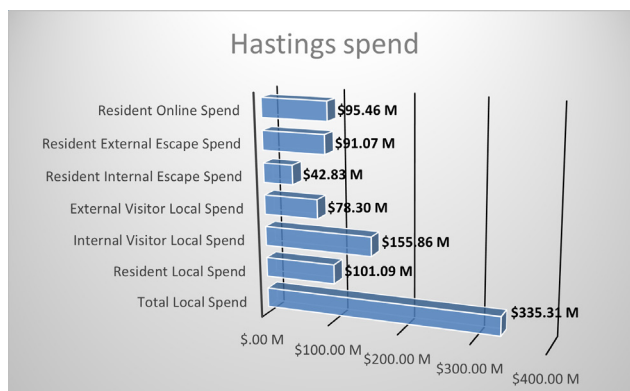 Hastings spend
Resident Online Spend $95.46 M
Resident External Escape Spend $91.07 M
Resident Internal Escape Spend $42.83 M
External Visitor Local Spend $78.30 M
Internal Visitor Local Spend $155.86 M
Resident Local Spend $101.09 M
Total Local Spend $335.31 M
$.00 M $100.00 M $200.00 M $300.00 M $400.00 M